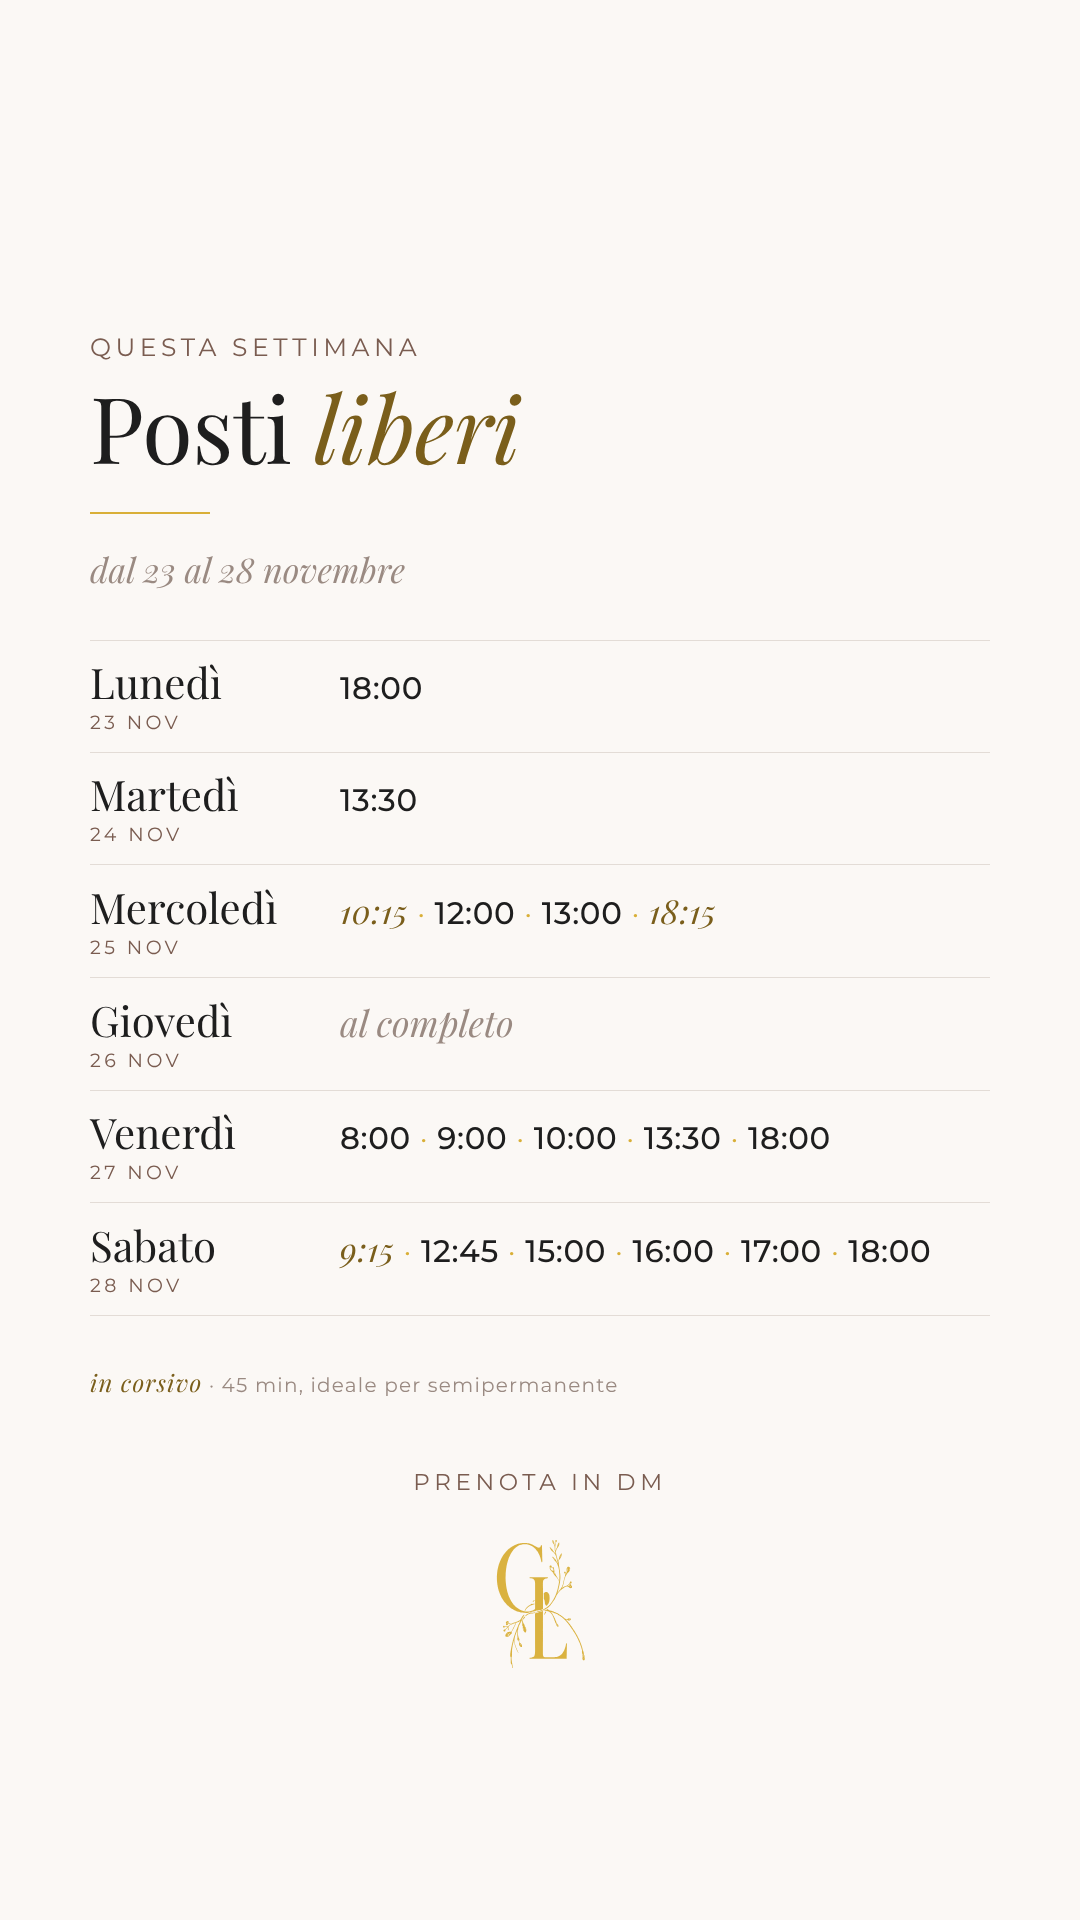 QUESTA SETTIMANA
Posti liberi
dal 23 al 28 novembre
Lunedì 18:00
23 NOV
Martedì 13:30
24 NOV
Mercoledì 10:15 · 12:00 · 13:00 · 18:15
25 NOV
Giovedì al completo
26 NOV
Venerdì 8:00 · 9:00 · 10:00 · 13:30 · 18:00
27 NOV
Sabato 9:15 · 12:45 · 15:00 · 16:00 · 17:00 · 18:00
28 NOV
in corsivo · 45 min, ideale per semipermanente
PRENOTA IN DM
GL